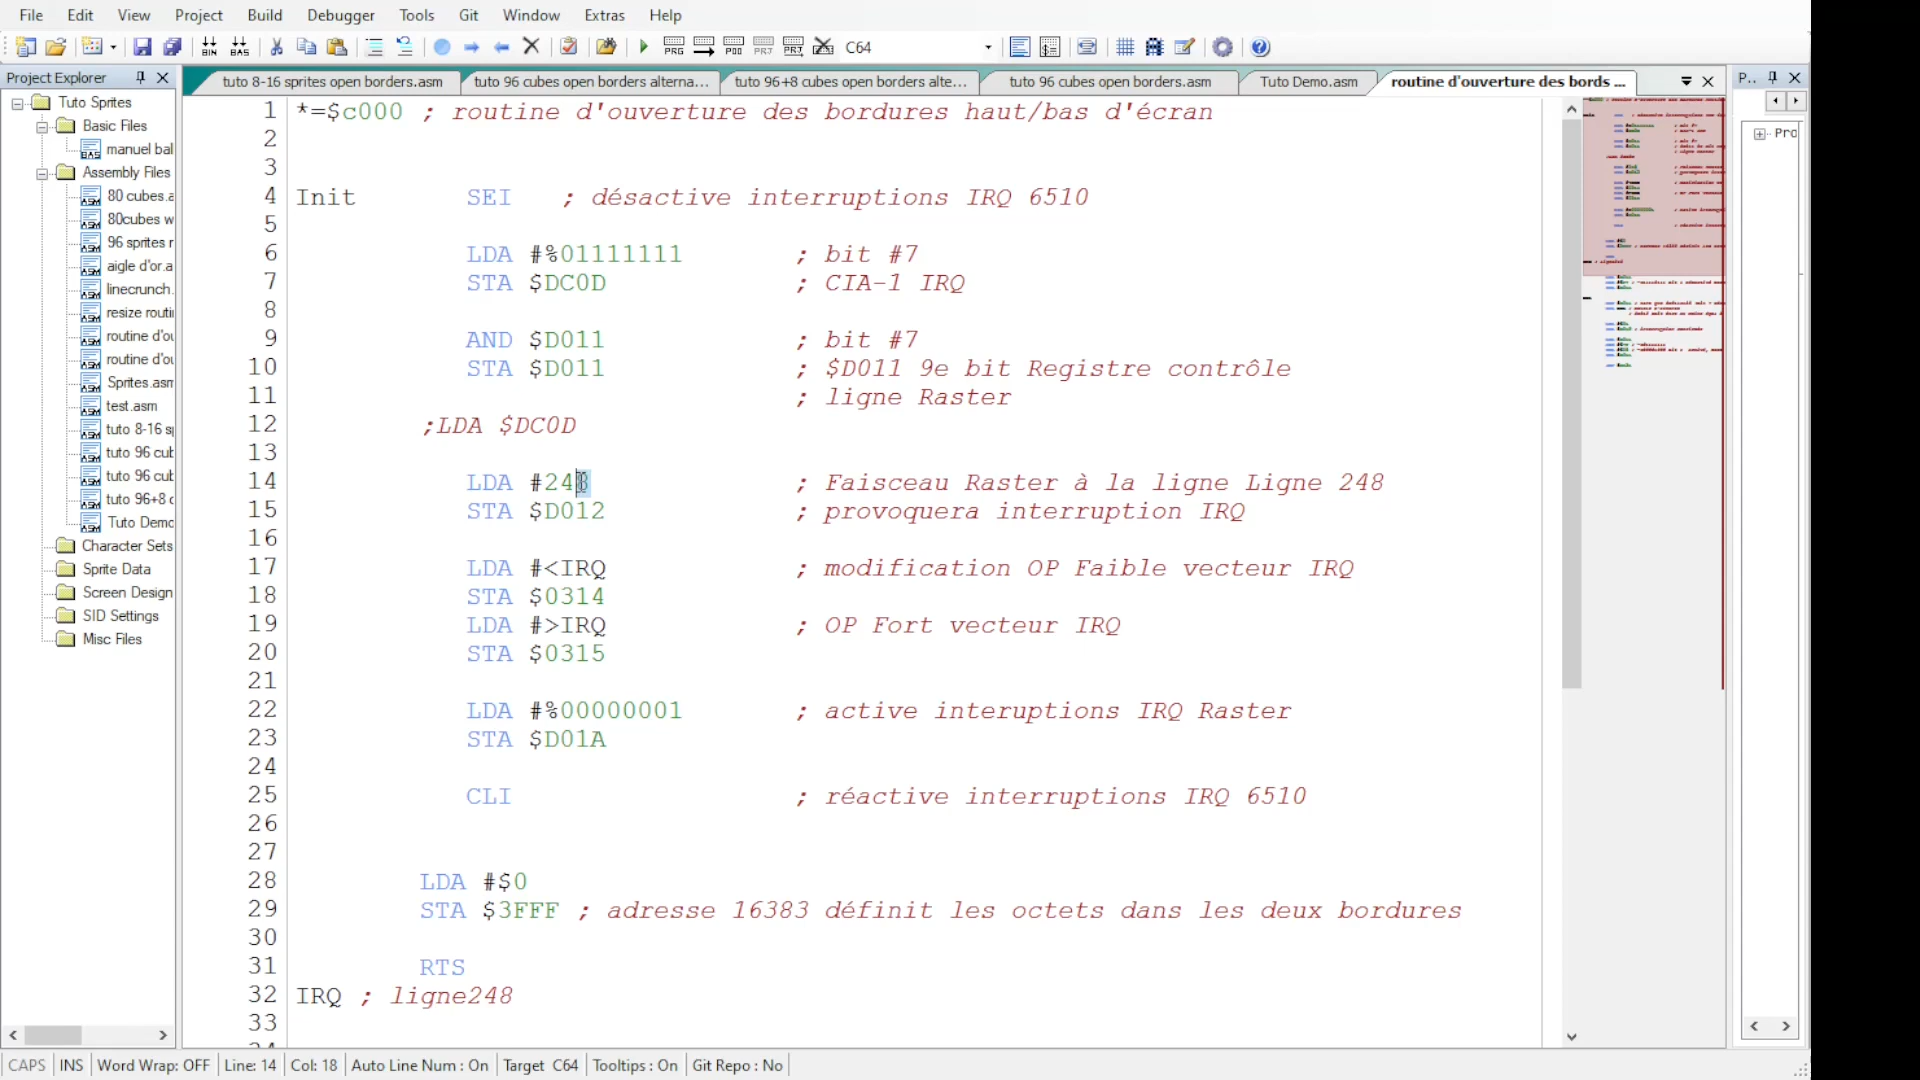 File Edit View Project Build Debugger Tools Git Window Extras Help
BIN BAS PRG POO PRJ PRJ C64
Project Explorer
tuto 8-16 sprites open borders.asm tuto 96 cubes open borders alterna... tuto 96+8 cubes open borders alte... tuto 96 cubes open borders.asm Tuto Demo.asm routine d'ouverture des bords ... P..
Tuto Sprites
Basic Files
manuel bal
Assembly Files
80 cubes.a
80cubes w
96 sprites r
aigle d'or.a
linecrunch.
resize routi
routine d'ou
routine d'ou
Sprites.asm
test.asm
tuto 8-16 s
tuto 96 cub
tuto 96 cub
tuto 96+8 c
Tuto Demo
Character Sets
Sprite Data
Screen Design
SID Settings
Misc Files
Pro
1 *=$c000 ; routine d'ouverture des bordures haut/bas d'écran
2
3
4 Init SEI ; désactive interruptions IRQ 6510
5
6 LDA #%01111111 ; bit #7
7 STA $DC0D ; CIA-1 IRQ
8
9 AND $D011 ; bit #7
10 STA $D011 ; $D011 9e bit Registre contrôle
11 ; ligne Raster
12 ;LDA $DC0D
13
14 LDA #248 ; Faisceau Raster à la ligne Ligne 248
15 STA $D012 ; provoquera interruption IRQ
16
17 LDA #<IRQ ; modification OP Faible vecteur IRQ
18 STA $0314
19 LDA #>IRQ ; OP Fort vecteur IRQ
20 STA $0315
21
22 LDA #%00000001 ; active interuptions IRQ Raster
23 STA $D01A
24
25 CLI ; réactive interruptions IRQ 6510
26
27
28 LDA #$0
29 STA $3FFF ; adresse 16383 définit les octets dans les deux bordures
30
31 RTS
32 IRQ ; ligne248
33
CAPS INS Word Wrap: OFF Line: 14 Col: 18 Auto Line Num : On Target C64 Tooltips : On Git Repo : No